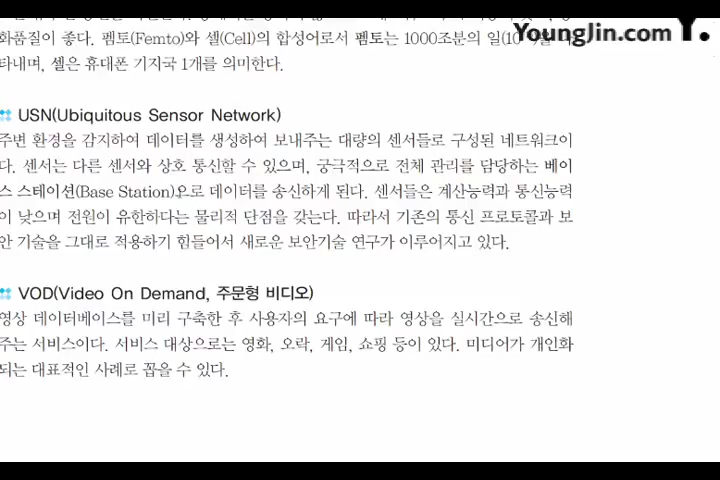 YoungJin.com Y.
화품질이 좋다. 펨토(Femto)와 셀(Cell)의 합성어로서 펨토는 1000조분의 일(10
타내며, 셀은 휴대폰 기지국 1개를 의미한다.
USN(Ubiquitous Sensor Network)
주변 환경을 감지하여 데이터를 생성하여 보내주는 대량의 센서들로 구성된 네트워크이
다. 센서는 다른 센서와 상호 통신할 수 있으며, 궁극적으로 전체 관리를 담당하는 베이
스 스테이션(Base Station)으로 데이터를 송신하게 된다. 센서들은 계산능력과 통신능력
이 낮으며 전원이 유한하다는 물리적 단점을 갖는다. 따라서 기존의 통신 프로토콜과 보
안 기술을 그대로 적용하기 힘들어서 새로운 보안기술 연구가 이루어지고 있다.
VOD(Video On Demand, 주문형 비디오)
영상 데이터베이스를 미리 구축한 후 사용자의 요구에 따라 영상을 실시간으로 송신해
주는 서비스이다. 서비스 대상으로는 영화, 오락, 게임, 쇼핑 등이 있다. 미디어가 개인화
되는 대표적인 사례로 꼽을 수 있다.